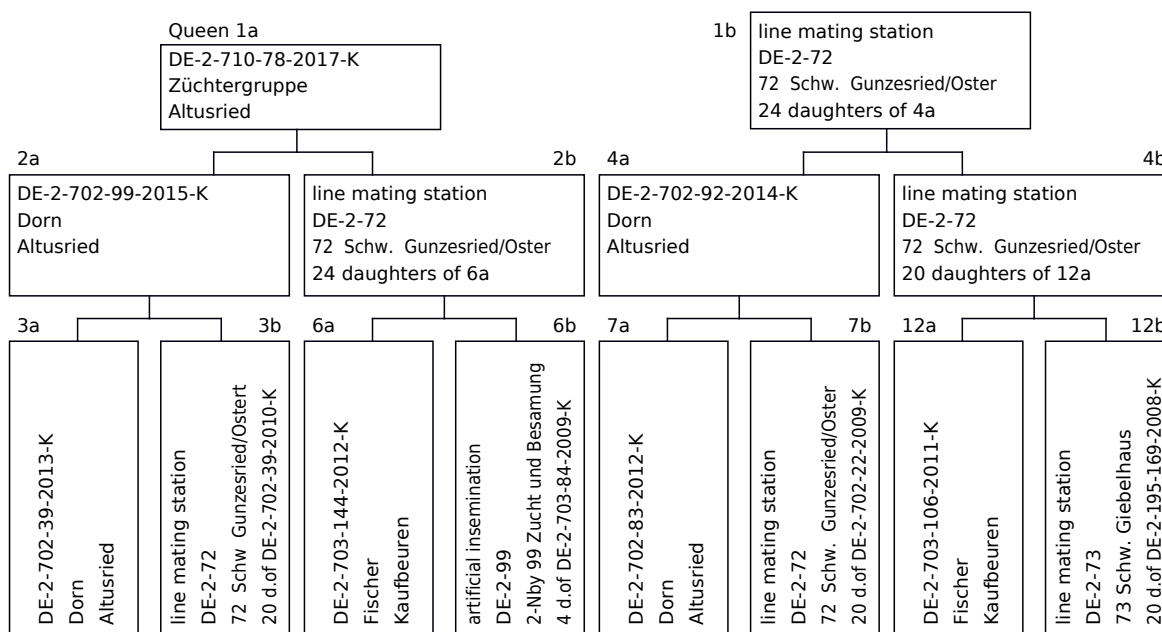 Queen 1a
DE-2-710-78-2017-K
Züchtergruppe
Altusried
1b
line mating station
DE-2-72
72 Schw. Gunzesried/Oster
24 daughters of 4a
2a
DE-2-702-99-2015-K
Dorn
Altusried
2b
line mating station
DE-2-72
72 Schw. Gunzesried/Oster
24 daughters of 6a
4a
DE-2-702-92-2014-K
Dorn
Altusried
4b
line mating station
DE-2-72
72 Schw. Gunzesried/Oster
20 daughters of 12a
3a
DE-2-702-39-2013-K
Dorn
Altusried
3b
line mating station
DE-2-72
72 Schw Gunzesried/Ostert
20 d.of DE-2-702-39-2010-K
6a
DE-2-703-144-2012-K
Fischer
Kaufbeuren
6b
artificial insemination
DE-2-99
2-Nby 99 Zucht und Besamung
4 d.of DE-2-703-84-2009-K
7a
DE-2-702-83-2012-K
Dorn
Altusried
7b
line mating station
DE-2-72
72 Schw. Gunzesried/Oster
20 d.of DE-2-702-22-2009-K
12a
DE-2-703-106-2011-K
Fischer
Kaufbeuren
12b
line mating station
DE-2-73
73 Schw. Giebelhaus
20 d.of DE-2-195-169-2008-K